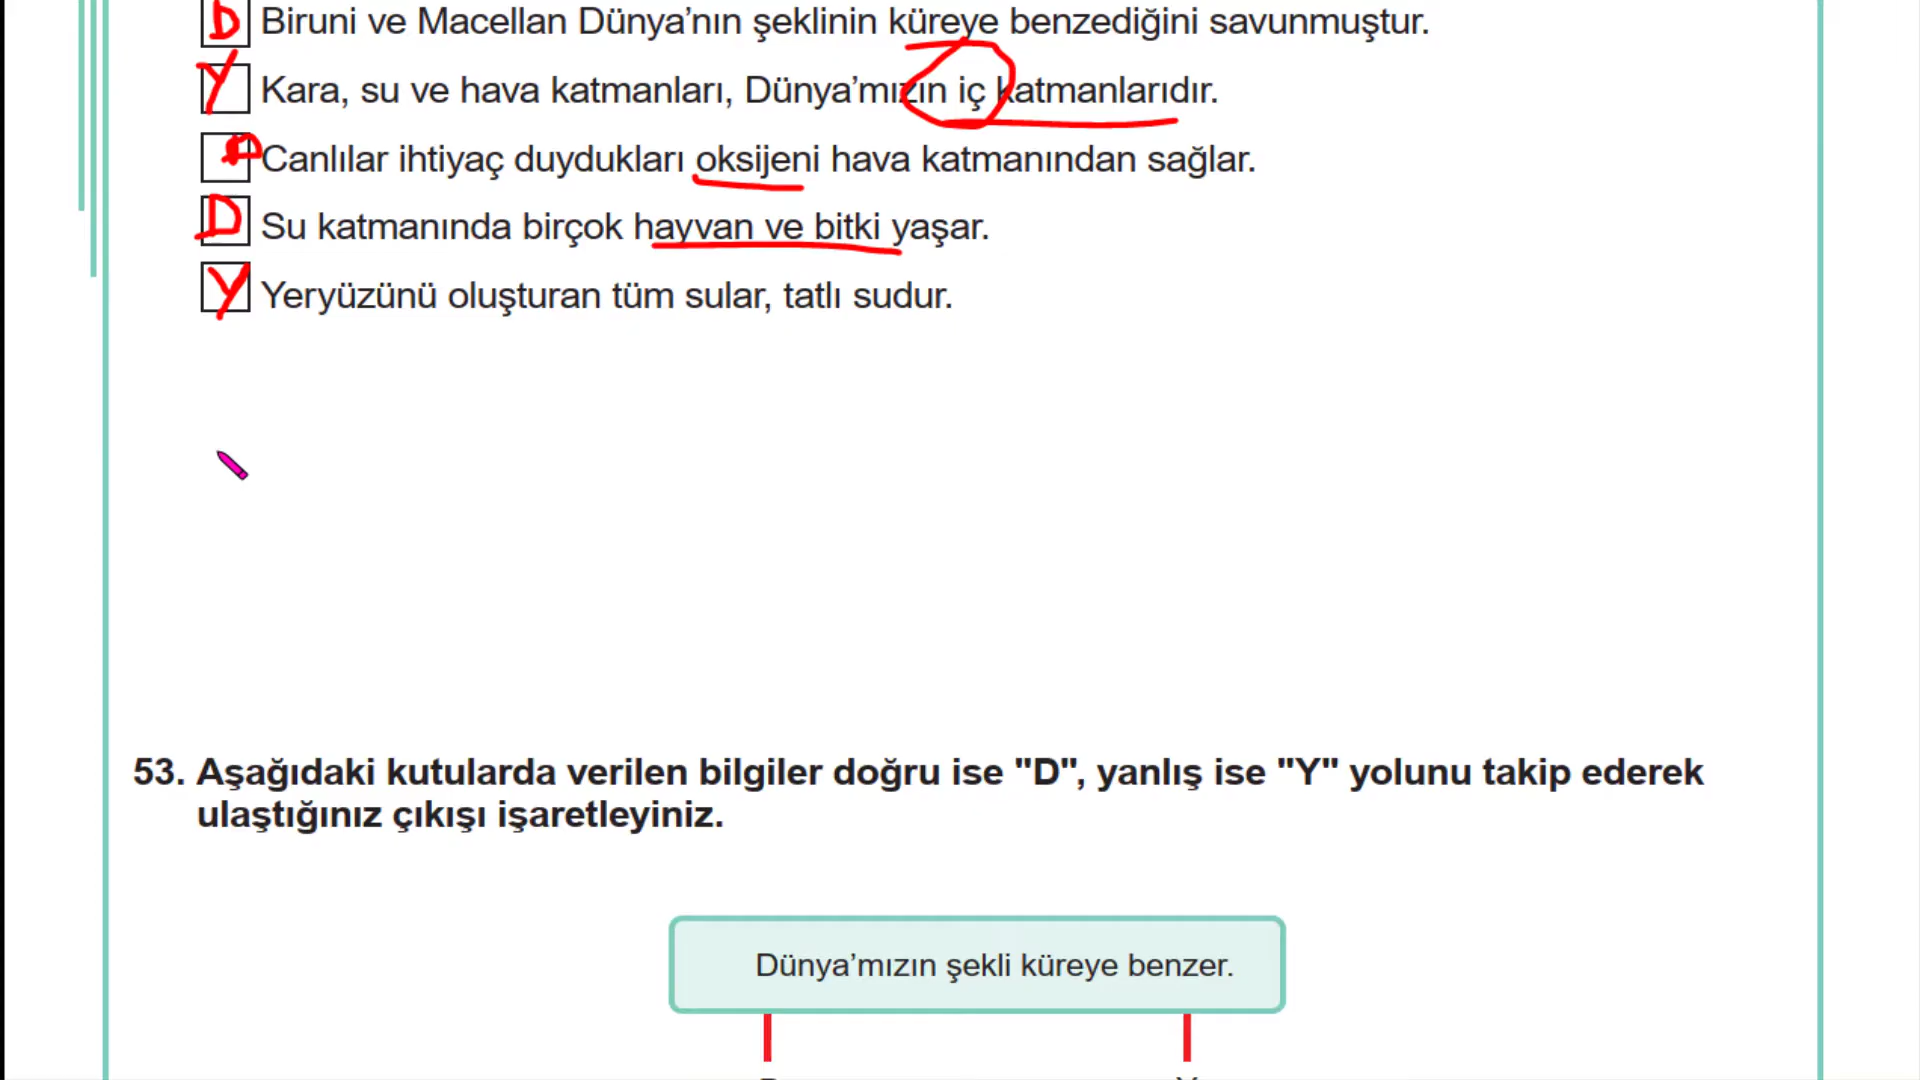 D Biruni ve Macellan Dünya'nın şeklinin küreye benzediğini savunmuştur.
Y Kara, su ve hava katmanları, Dünya'mızın iç katmanlarıdır.
Canlılar ihtiyaç duydukları oksijeni hava katmanından sağlar.
D Su katmanında birçok hayvan ve bitki yaşar.
Y Yeryüzünü oluşturan tüm sular, tatlı sudur.
53. Aşağıdaki kutularda verilen bilgiler doğru ise "D", yanlış ise "Y" yolunu takip ederek
ulaştığınız çıkışı işaretleyiniz.
Dünya'mızın şekli küreye benzer.